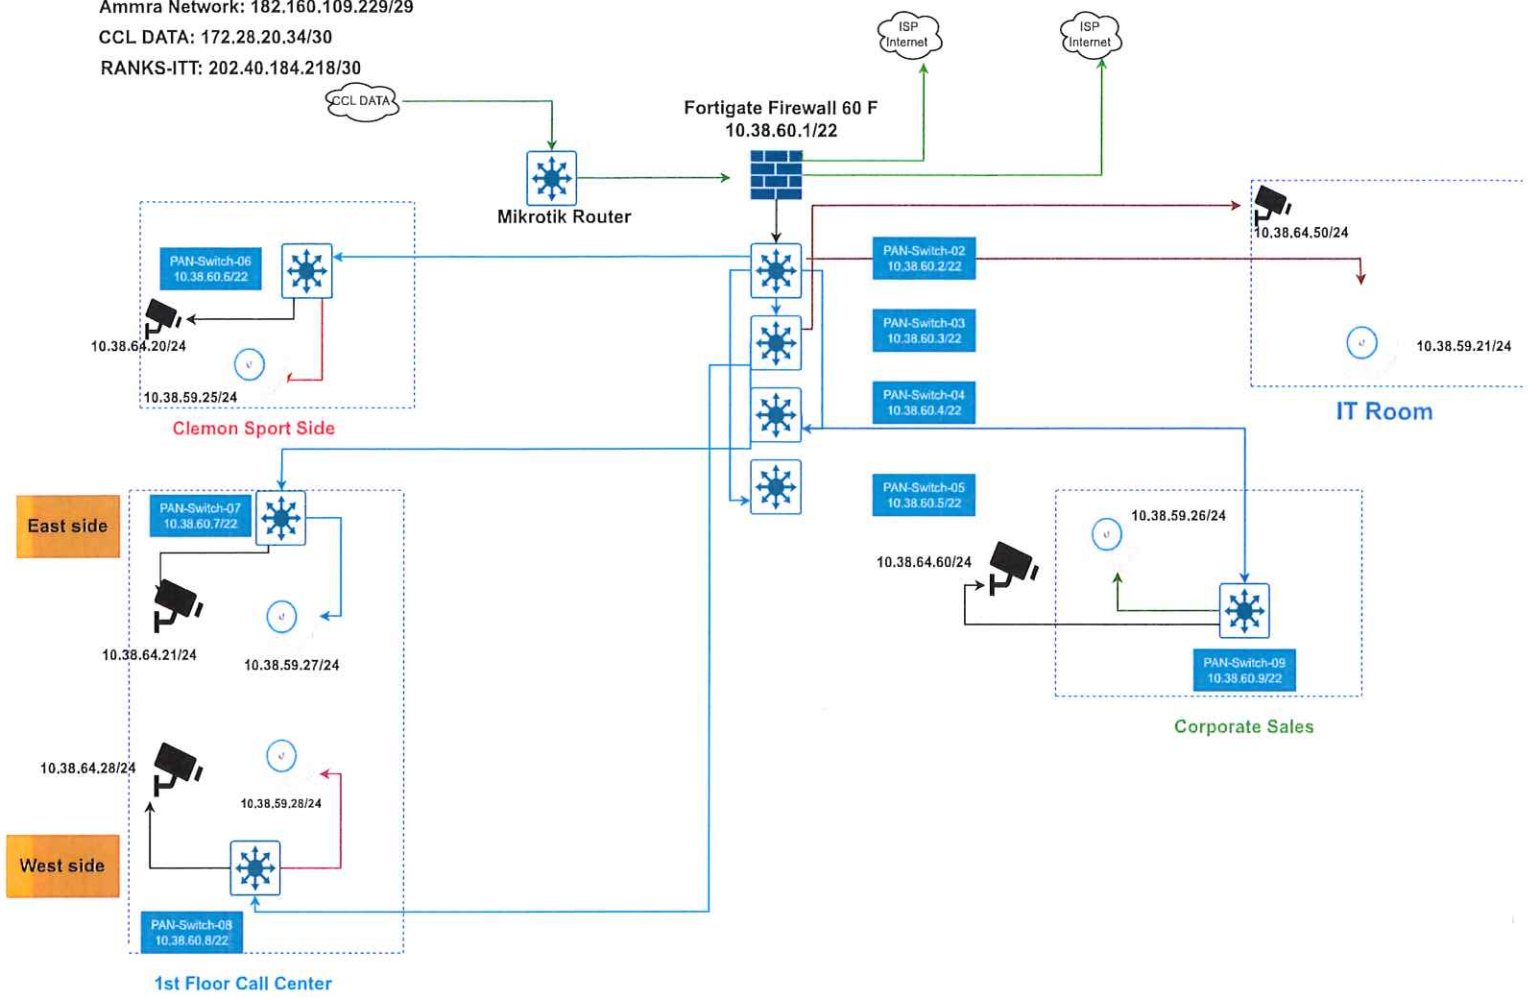 Ammra Network: 182.160.109.229/29
CCL DATA: 172.28.20.34/30
RANKS-ITT: 202.40.184.218/30
ISP
Internet
ISP
Internet
CCL DATA
Fortigate Firewall 60 F
10.38.60.1/22
Mikrotik Router
10.38.64.50/24
PAN-Switch-06
10.38.60.6/22
PAN-Switch-02
10.38.60.2/22
PAN-Switch-03
10.38.60.3/22
10.38.64.20/24
10.38.59.21/24
10.38.59.25/24
PAN-Switch-04
10.38.60.4/22
IT Room
Clemon Sport Side
PAN-Switch-05
10.38.60.5/22
East side
PAN-Switch-07
10.38.60.7/22
10.38.59.26/24
10.38.64.60/24
10.38.64.21/24
10.38.59.27/24
PAN-Switch-09
10.38.60.9/22
Corporate Sales
10.38.64.28/24
10.38.59.28/24
West side
PAN-Switch-08
10.38.60.8/22
1st Floor Call Center